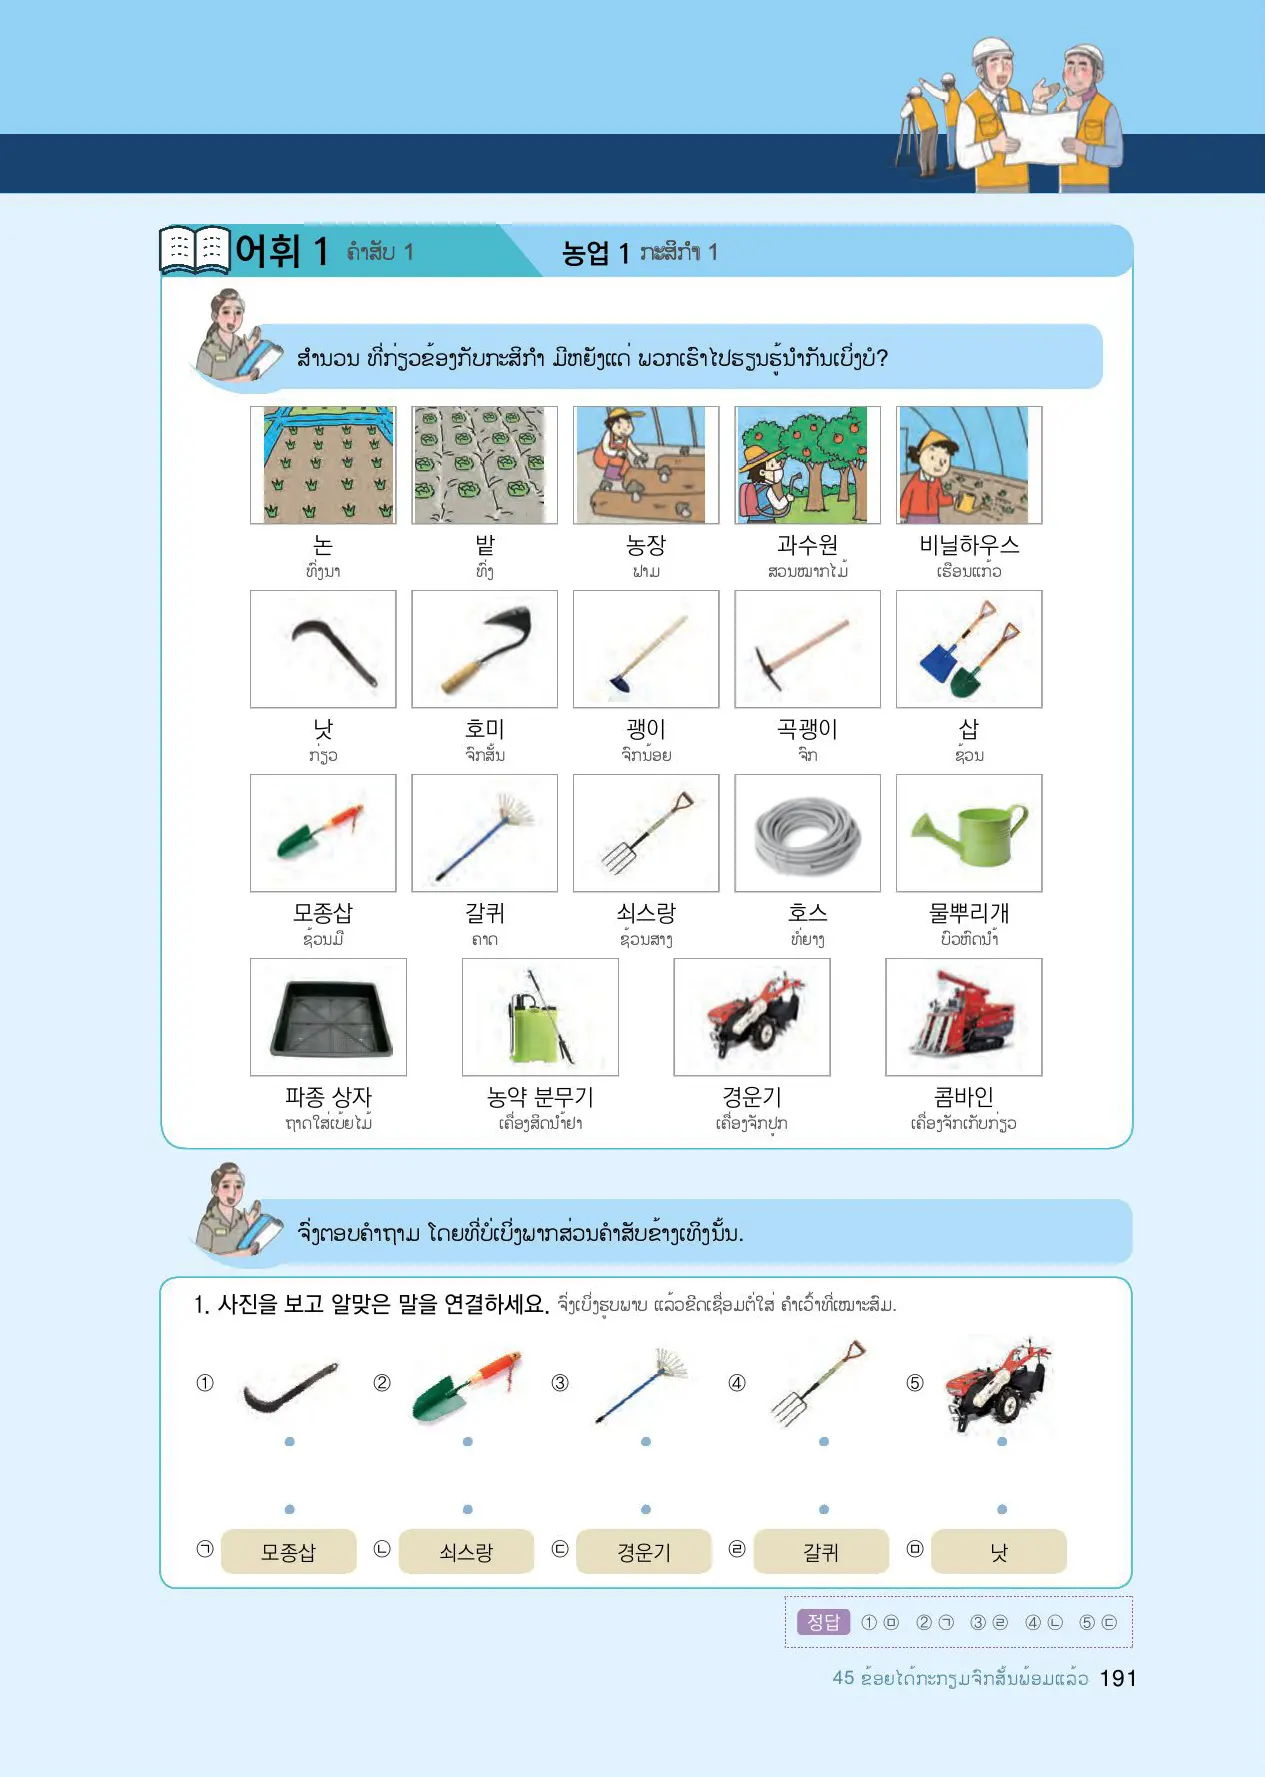 어휘 1 ຄຳສັບ 1 농업 1 ກະສິກຳ 1
ສຳນວນ ທີ່ກ່ຽວຂ້ອງກັບກະສິກຳ ມີຫຍັງແດ່ ພວກເຮົາໄປຮຽນຮູ້ນຳກັນເບິ່ງບໍ?
논 밭 농장 과수원 비닐하우스
ທົ່ງນາ ທົ່ງ ຟາມ ສວນໝາກໄມ້ ເຮືອນແກ້ວ
낫 호미 괭이 곡괭이 삽
ກ່ຽວ ຈົກສັ້ນ ຈົກນ້ອຍ ຈົກ ຊ້ວນ
모종삽 갈퀴 쇠스랑 호스 물뿌리개
ຊ້ວນມື ຄາດ ຊ້ວນສາງ ທໍ່ຍາງ ບົວຫົດນ້ຳ
파종 상자 농약 분무기 경운기 콤바인
ຖາດໃສ່ເບ້ຍໄມ້ ເຄື່ອງສີດນ້ຳຢາ ເຄື່ອງຈັກປູກ ເຄື່ອງຈັກເກັບກ່ຽວ
ຈົ່ງຕອບຄຳຖາມ ໂດຍທີ່ບໍ່ເບິ່ງພາກສ່ວນຄຳສັບຂ້າງເທິງນັ້ນ.
1. 사진을 보고 알맞은 말을 연결하세요. ຈົ່ງເບິ່ງຮູບພາບ ແລ້ວຂີດເຊື່ອມຕໍ່ໃສ່ ຄຳເວົ້າທີ່ເໝາະສົມ.
① ② ③ ④ ⑤
㉠ 모종삽 ㉡ 쇠스랑 ㉢ 경운기 ㉣ 갈퀴 ㉤ 낫
정답 ① ㉤ ② ㉠ ③ ㉣ ④ ㉡ ⑤ ㉢
45 ຂ້ອຍໄດ້ກະກຽມຈົກສັ້ນພ້ອມແລ້ວ 191